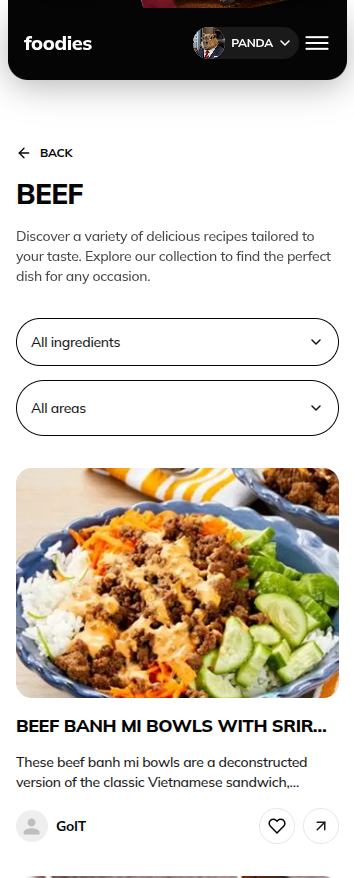 foodies
PANDA
BACK
BEEF
Discover a variety of delicious recipes tailored to
your taste. Explore our collection to find the perfect
dish for any occasion.
All ingredients
All areas
BEEF BANH MI BOWLS WITH SRIR...
These beef banh mi bowls are a deconstructed
version of the classic Vietnamese sandwich,...
GoIT